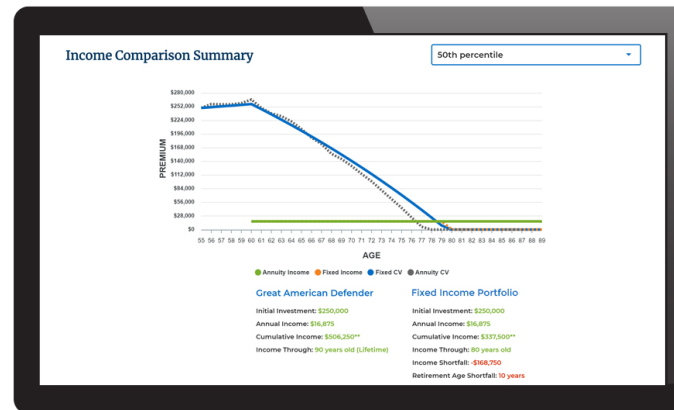 Income Comparison Summary
50th percentile
$280,000
$252,000
$224,000
$196,000
$168,000
$140,000
$112,000
$84,000
$56,000
$28,000
$0
PREMIUM
55 56 57 58 59 60 61 62 63 64 65 66 67 68 69 70 71 72 73 74 75 76 77 78 79 80 81 82 83 84 85 86 87 88 89
AGE
Annuity Income Fixed Income Fixed CV Annuity CV
Great American Defender
Initial Investment: $250,000
Annual Income: $16,875
Cumulative Income: $506,250**
Income Through: 90 years old (Lifetime)
Fixed Income Portfolio
Initial Investment: $250,000
Annual Income: $16,875
Cumulative Income: $337,500**
Income Through: 80 years old
Income Shortfall: -$168,750
Retirement Age Shortfall: 10 years